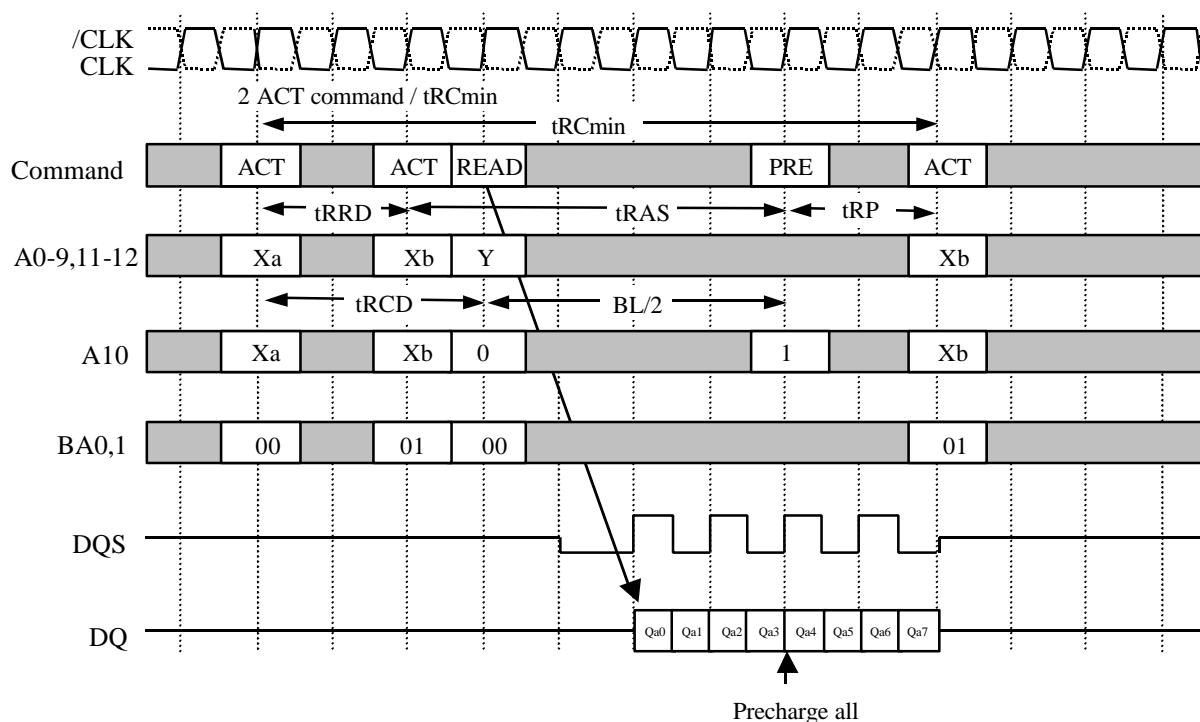 /CLK
CLK
2 ACT command / tRCmin
tRCmin
Command ACT ACT READ PRE ACT
tRRD tRAS tRP
A0-9,11-12 Xa Xb Y Xb
tRCD BL/2
A10 Xa Xb 0 1 Xb
BA0,1 00 01 00 01
DQS
DQ Qa0 Qa1 Qa2 Qa3 Qa4 Qa5 Qa6 Qa7
Precharge all